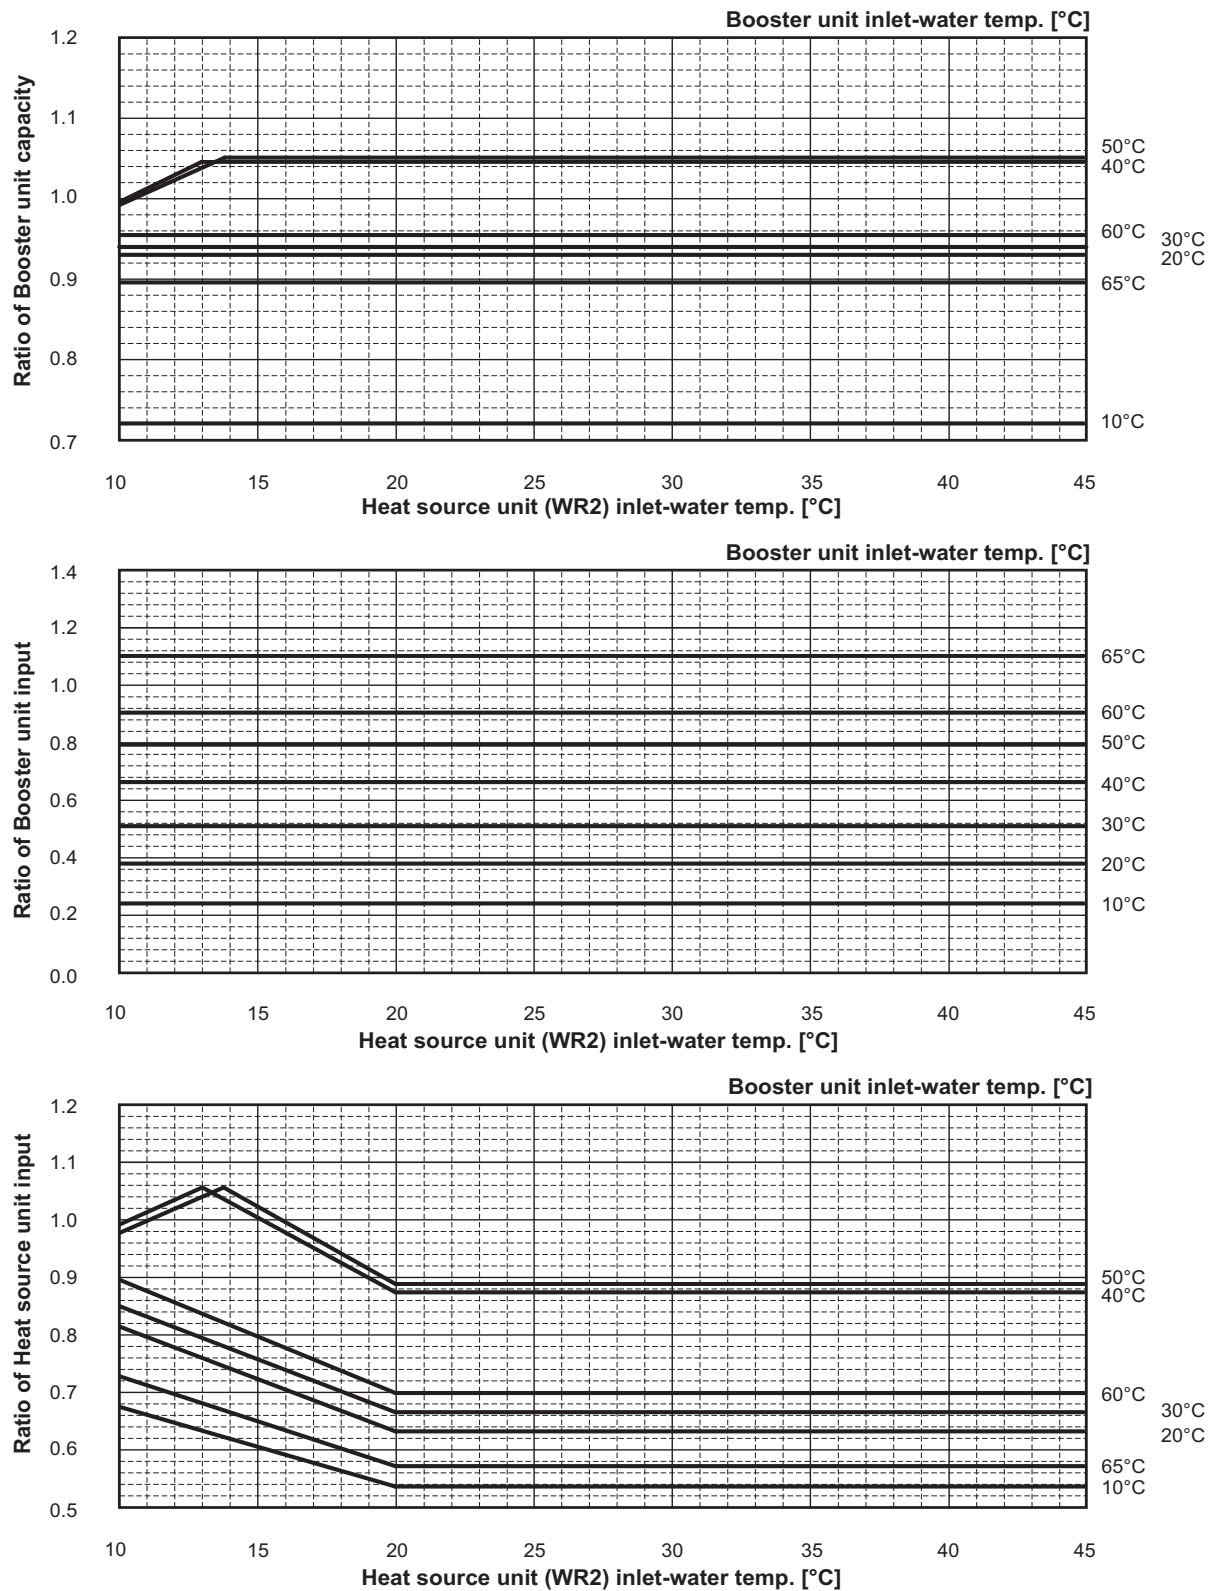 Booster unit inlet-water temp. [°C]
Ratio of Booster unit capacity
1.2
1.1
1.0
0.9
0.8
0.7
50°C
40°C
60°C
30°C
20°C
65°C
10°C
10 15 20 25 30 35 40 45
Heat source unit (WR2) inlet-water temp. [°C]
Booster unit inlet-water temp. [°C]
Ratio of Booster unit input
1.4
1.2
1.0
0.8
0.6
0.4
0.2
0.0
65°C
60°C
50°C
40°C
30°C
20°C
10°C
10 15 20 25 30 35 40 45
Heat source unit (WR2) inlet-water temp. [°C]
Booster unit inlet-water temp. [°C]
Ratio of Heat source unit input
1.2
1.1
1.0
0.9
0.8
0.7
0.6
0.5
50°C
40°C
60°C
30°C
20°C
65°C
10°C
10 15 20 25 30 35 40 45
Heat source unit (WR2) inlet-water temp. [°C]